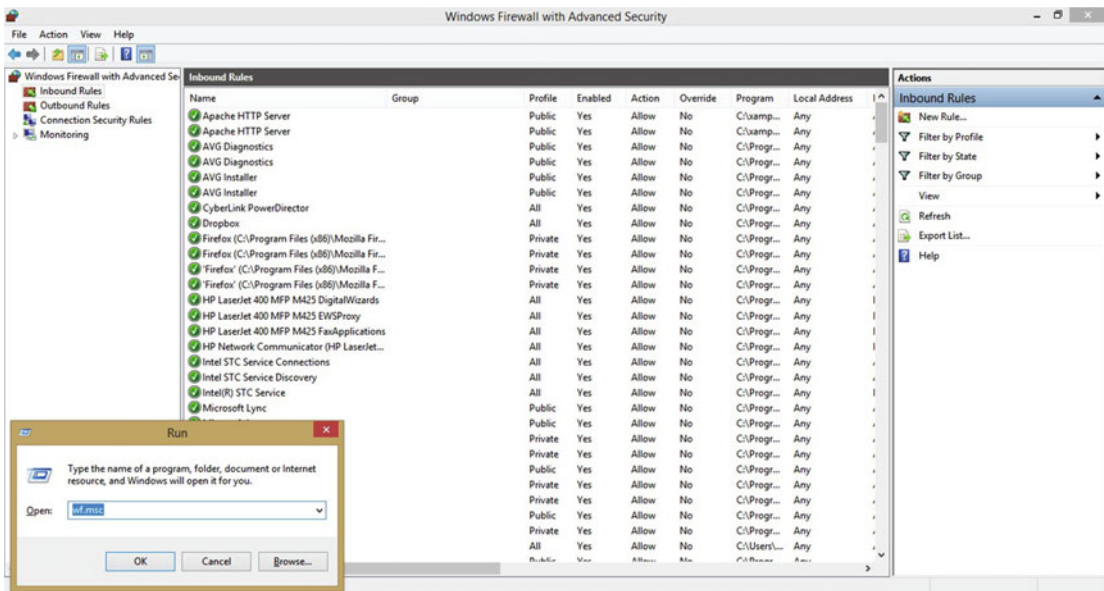 Windows Firewall with Advanced Security
File Action View Help
Windows Firewall with Advanced Se
Inbound Rules
Outbound Rules
Connection Security Rules
Monitoring
Inbound Rules
Name Group Profile Enabled Action Override Program Local Address
Apache HTTP Server Public Yes Allow No C:\xamp... Any
Apache HTTP Server Public Yes Allow No C:\xamp... Any
AVG Diagnostics Public Yes Allow No C:\Progr... Any
AVG Diagnostics Public Yes Allow No C:\Progr... Any
AVG Installer Public Yes Allow No C:\Progr... Any
AVG Installer Public Yes Allow No C:\Progr... Any
CyberLink PowerDirector All Yes Allow No C:\Progr... Any
Dropbox All Yes Allow No C:\Progr... Any
Firefox (C:\Program Files (x86)\Mozilla Fir... Private Yes Allow No C:\Progr... Any
Firefox (C:\Program Files (x86)\Mozilla Fir... Private Yes Allow No C:\Progr... Any
'Firefox' (C:\Program Files (x86)\Mozilla F... Private Yes Allow No C:\Progr... Any
'Firefox' (C:\Program Files (x86)\Mozilla F... Private Yes Allow No C:\Progr... Any
HP LaserJet 400 MFP M425 DigitalWizards All Yes Allow No C:\Progr... Any
HP LaserJet 400 MFP M425 EWSProxy All Yes Allow No C:\Progr... Any
HP LaserJet 400 MFP M425 FaxApplications All Yes Allow No C:\Progr... Any
HP Network Communicator (HP LaserJet... All Yes Allow No C:\Progr... Any
Intel STC Service Connections All Yes Allow No C:\Progr... Any
Intel STC Service Discovery All Yes Allow No C:\Progr... Any
Intel(R) STC Service All Yes Allow No C:\Progr... Any
Microsoft Lync Public Yes Allow No C:\Progr... Any
Public Yes Allow No C:\Progr... Any
Private Yes Allow No C:\Progr... Any
Private Yes Allow No C:\Progr... Any
Public Yes Allow No C:\Progr... Any
Private Yes Allow No C:\Progr... Any
Private Yes Allow No C:\Progr... Any
Public Yes Allow No C:\Progr... Any
Private Yes Allow No C:\Progr... Any
All Yes Allow No C:\Users\... Any
Actions
Inbound Rules
New Rule...
Filter by Profile
Filter by State
Filter by Group
View
Refresh
Export List...
Help
Run
Type the name of a program, folder, document or Internet
resource, and Windows will open it for you.
Open: wf.msc
OK Cancel Browse...